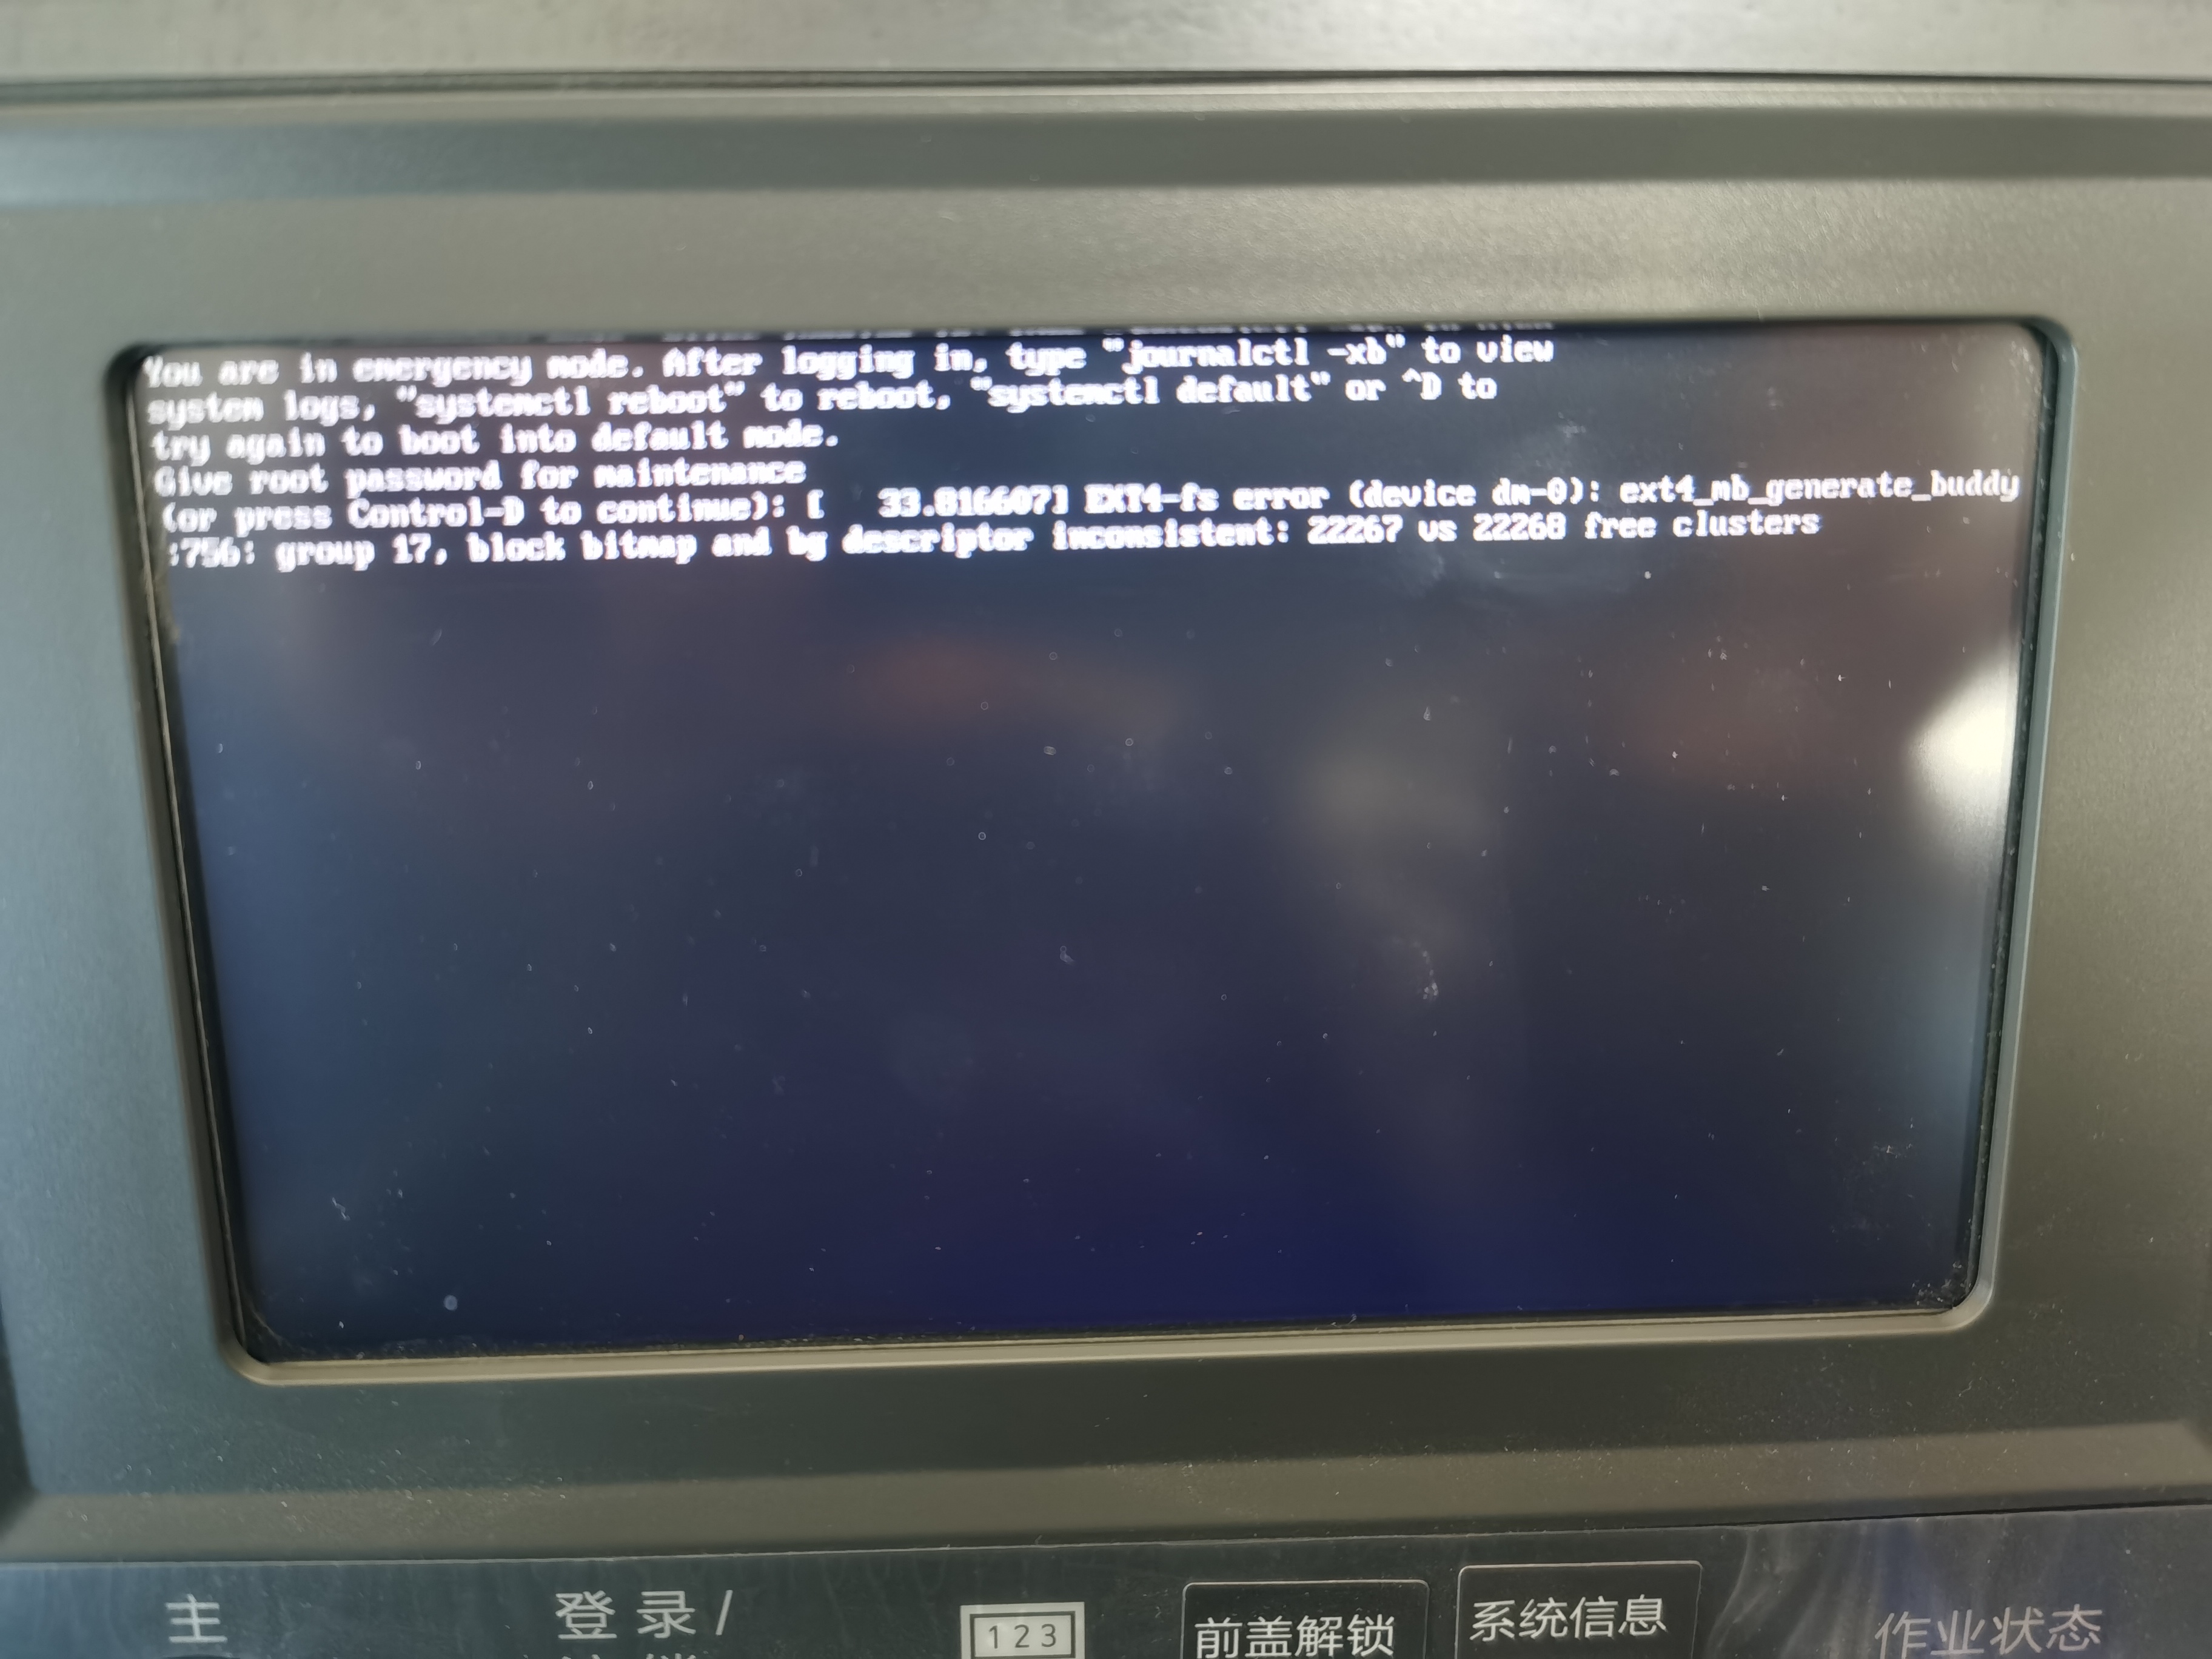 You are in emergency mode. After logging in, type "journalctl -xb" to view
system logs, "systemctl reboot" to reboot, "systemctl default" or ^D to
try again to boot into default mode.
Give root password for maintenance
(or press Control-D to continue): [   33.816607] EXT4-fs error (device dm-0): ext4_mb_generate_buddy
:756: group 17, block bitmap and bg descriptor inconsistent: 22267 vs 22268 free clusters
主
登录/
123
前盖解锁
系统信息
作业状态